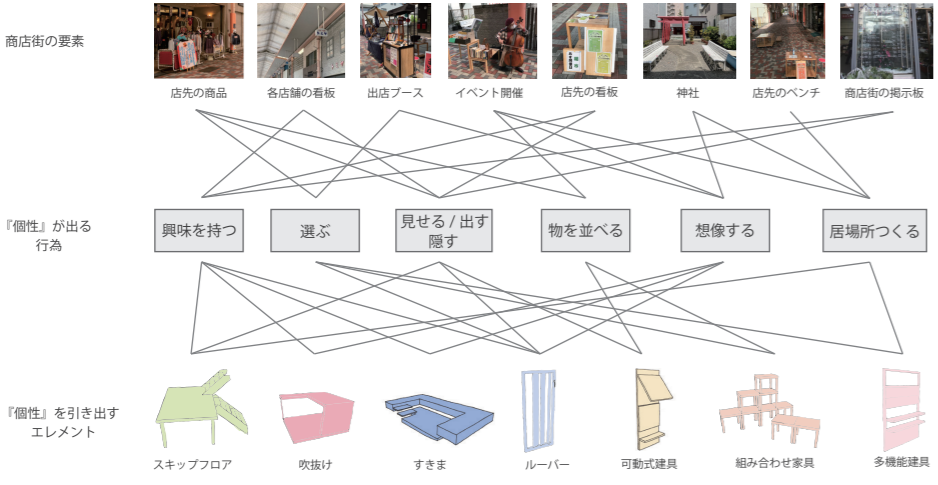 商店街の要素
店先の商品
各店舗の看板
出店ブース
イベント開催
店先の看板
神社
店先のベンチ
商店街の掲示板
『個性』が出る
行為
興味を持つ
選ぶ
見せる / 出す
隠す
物を並べる
想像する
居場所つくる
『個性』を引き出す
エレメント
スキップフロア
吹抜け
すきま
ルーバー
可動式建具
組み合わせ家具
多機能建具